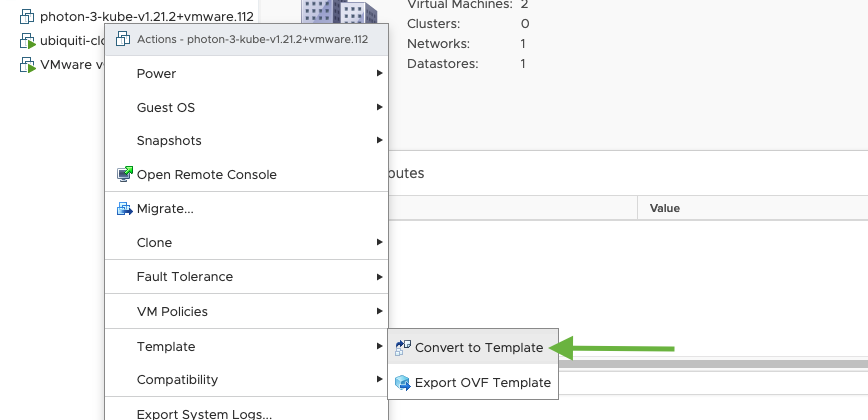 photon-3-kube-v1.21.2+vmware.112
ubiquiti-clo
VMware v
Virtual Machines: 2
Clusters: 0
Networks: 1
Datastores: 1
Actions - photon-3-kube-v1.21.2+vmware.112
Power
Guest OS
Snapshots
Open Remote Console
Migrate...
Clone
Fault Tolerance
VM Policies
Template
Compatibility
Export System Logs...
butes
Value
Convert to Template
Export OVF Template